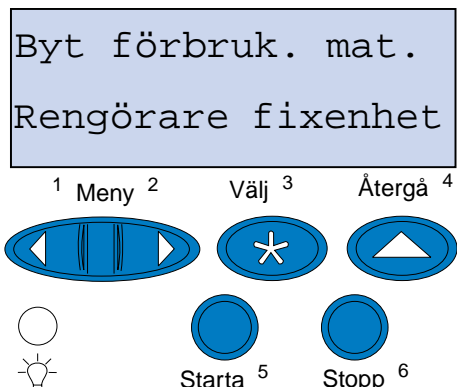 Byt förbruk. mat.
Rengörare fixenhet
1 Meny 2 Välj 3 Återgå 4
Starta 5 Stopp 6